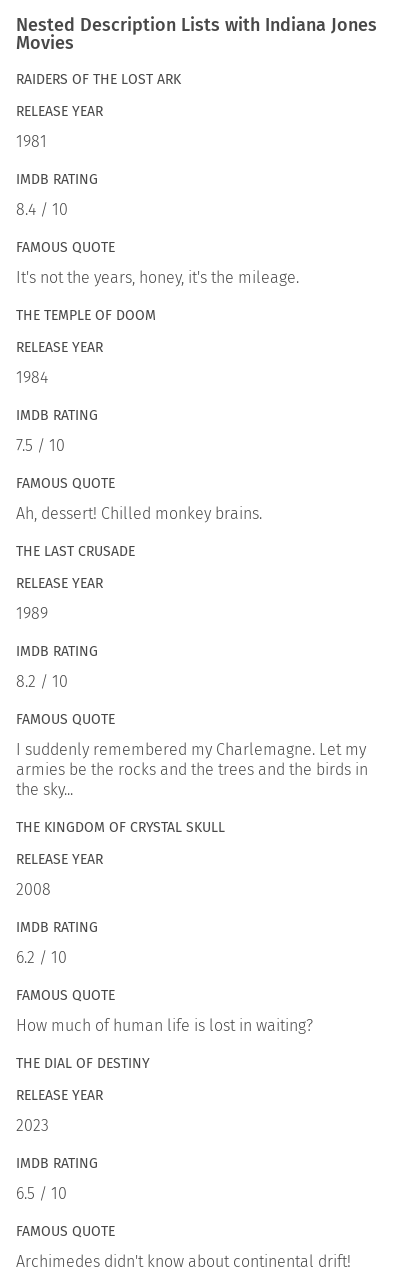 Nested Description Lists with Indiana Jones
Movies
RAIDERS OF THE LOST ARK
RELEASE YEAR
1981
IMDB RATING
8.4 / 10
FAMOUS QUOTE
It's not the years, honey, it's the mileage.
THE TEMPLE OF DOOM
RELEASE YEAR
1984
IMDB RATING
7.5 / 10
FAMOUS QUOTE
Ah, dessert! Chilled monkey brains.
THE LAST CRUSADE
RELEASE YEAR
1989
IMDB RATING
8.2 / 10
FAMOUS QUOTE
I suddenly remembered my Charlemagne. Let my
armies be the rocks and the trees and the birds in
the sky...
THE KINGDOM OF CRYSTAL SKULL
RELEASE YEAR
2008
IMDB RATING
6.2 / 10
FAMOUS QUOTE
How much of human life is lost in waiting?
THE DIAL OF DESTINY
RELEASE YEAR
2023
IMDB RATING
6.5 / 10
FAMOUS QUOTE
Archimedes didn't know about continental drift!